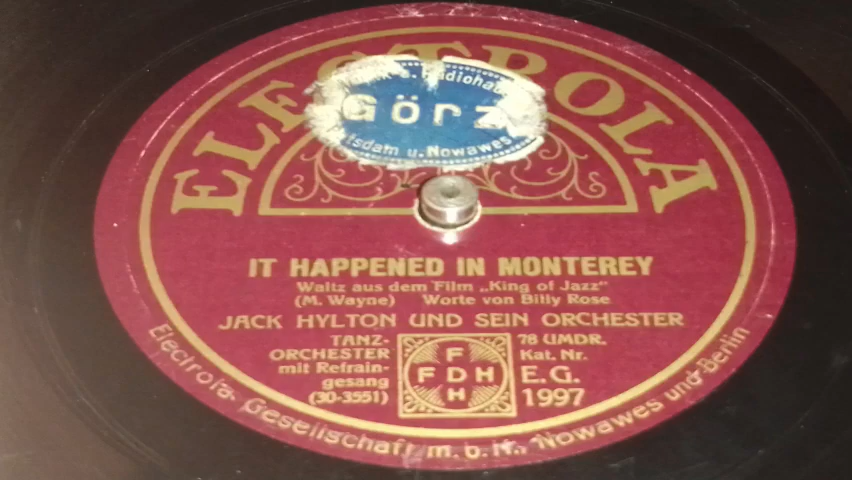 ELECTROLA
Görz
u. Nowawes
IT HAPPENED IN MONTEREY
Waltz aus dem Film „King of Jazz"
(M. Wayne) Worte von Billy Rose
JACK HYLTON UND SEIN ORCHESTER
TANZ-
ORCHESTER
mit Refrain-
gesang
(30-3551)
F
F D H H
H
78 UMDR.
Kat. Nr.
E.G.
1997
Electrola Gesellschaft m.b.H., Nowawes und Berlin